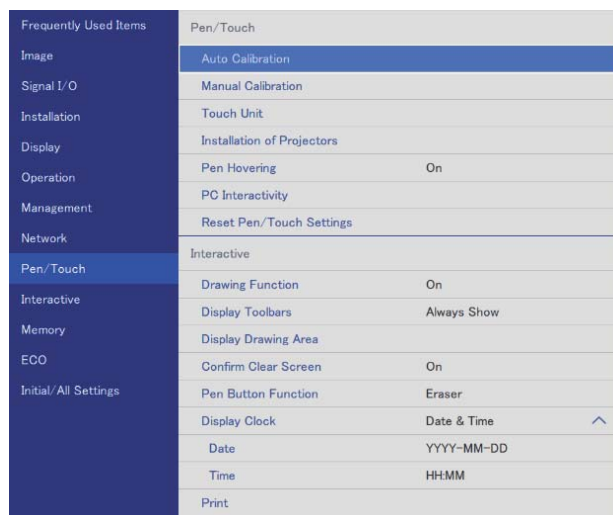 Frequently Used Items
Image
Signal I/O
Installation
Display
Operation
Management
Network
Pen/Touch
Interactive
Memory
ECO
Initial/All Settings
Pen/Touch
Auto Calibration
Manual Calibration
Touch Unit
Installation of Projectors
Pen Hovering On
PC Interactivity
Reset Pen/Touch Settings
Interactive
Drawing Function On
Display Toolbars Always Show
Display Drawing Area
Confirm Clear Screen On
Pen Button Function Eraser
Display Clock Date & Time
Date YYYY-MM-DD
Time HH:MM
Print